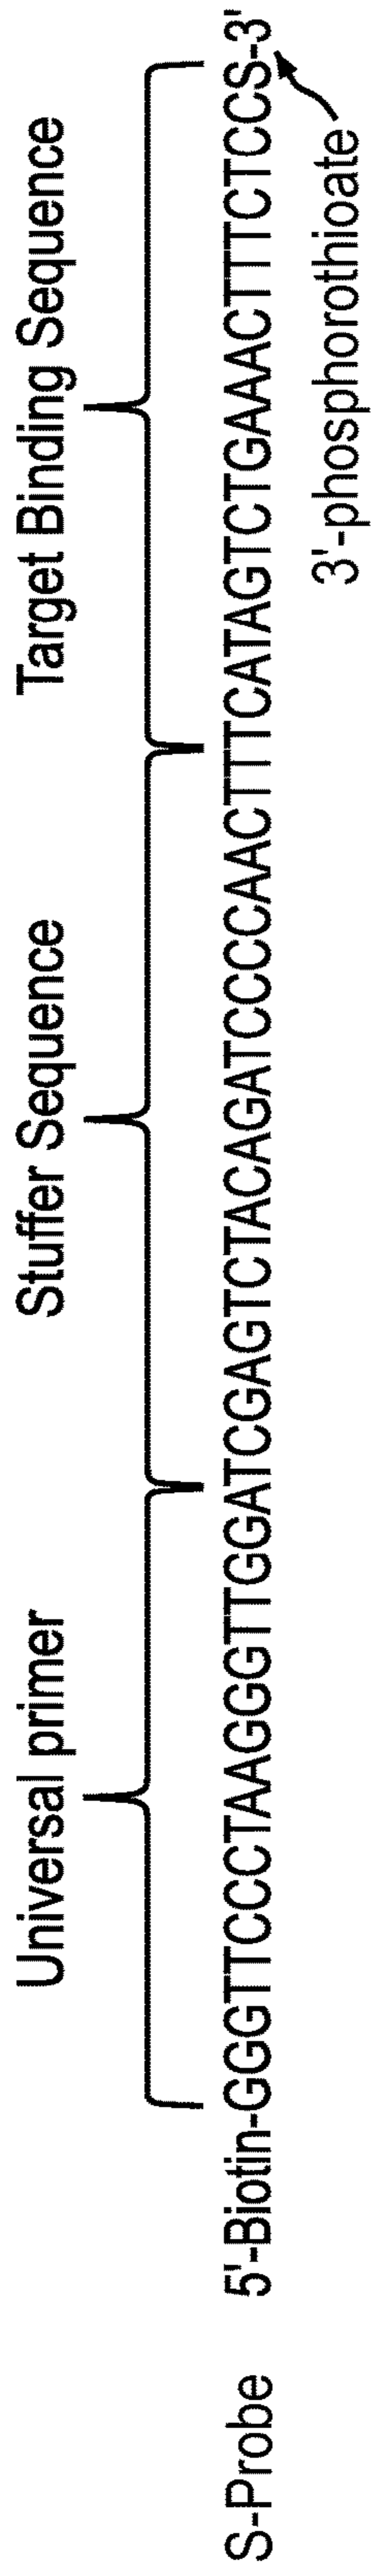 Universal primer Stuffer Sequence Target Binding Sequence
S-Probe 5'-Biotin-GGGTTCCCTAAGGGTTGGATCGAGTCTACAGATCCCCAACTTTCATAGTCTGAAACTTTCTCCS-3'
3'-phosphorothioate